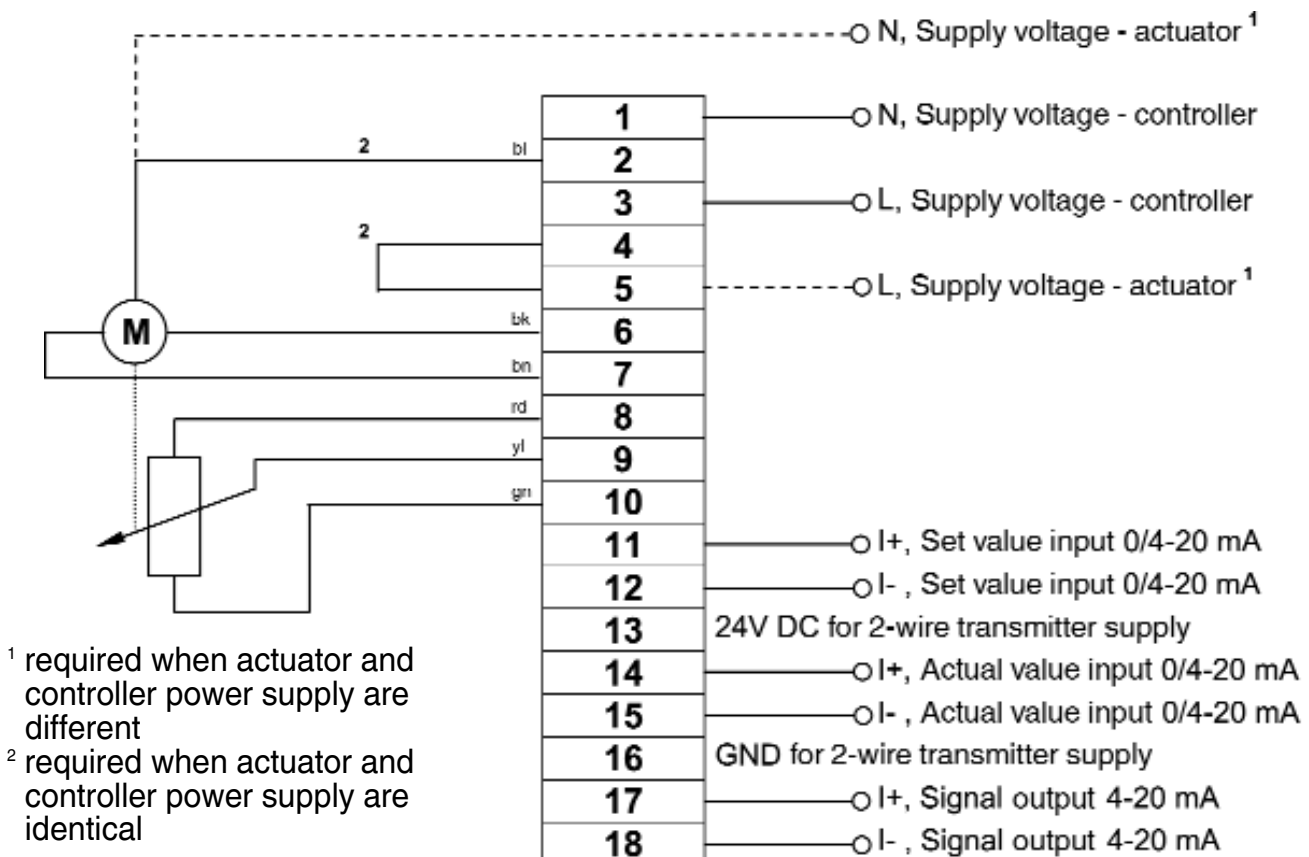 N, Supply voltage - actuator ¹
1 N, Supply voltage - controller
2 bl 2
3 L, Supply voltage - controller
2 4
5 L, Supply voltage - actuator ¹
M bk 6
bn 7
rd 8
yl 9
gn 10
11 I+, Set value input 0/4-20 mA
12 I- , Set value input 0/4-20 mA
13 24V DC for 2-wire transmitter supply
14 I+, Actual value input 0/4-20 mA
15 I- , Actual value input 0/4-20 mA
16 GND for 2-wire transmitter supply
17 I+, Signal output 4-20 mA
18 I- , Signal output 4-20 mA
¹ required when actuator and
controller power supply are
different
² required when actuator and
controller power supply are
identical